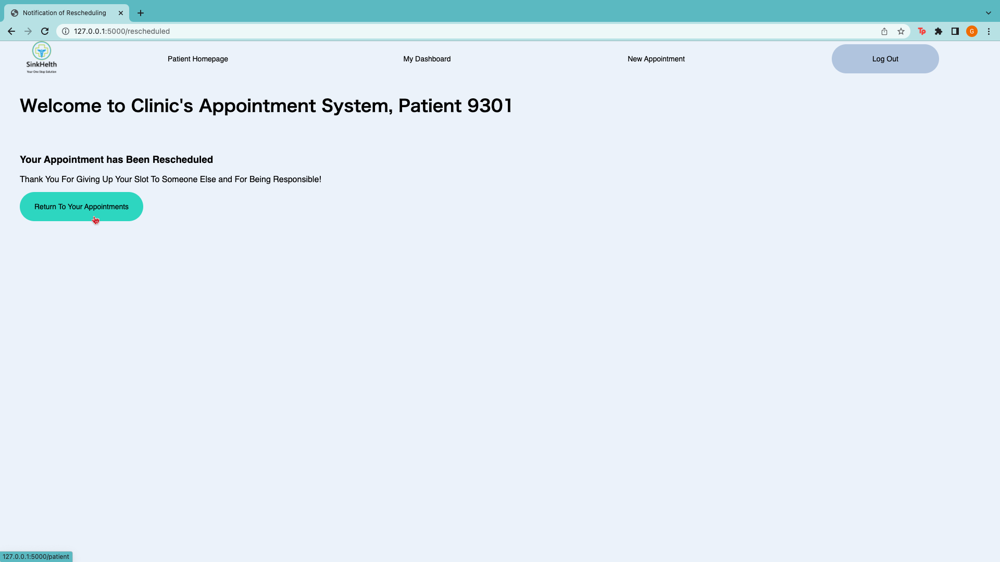 Notification of Rescheduling
127.0.0.1:5000/rescheduled
Tp
G
SinkHelth
Your One Stop Solution
Patient Homepage
My Dashboard
New Appointment
Log Out
Welcome to Clinic's Appointment System, Patient 9301
Your Appointment has Been Rescheduled
Thank You For Giving Up Your Slot To Someone Else and For Being Responsible!
Return To Your Appointments
127.0.0.1:5000/patient